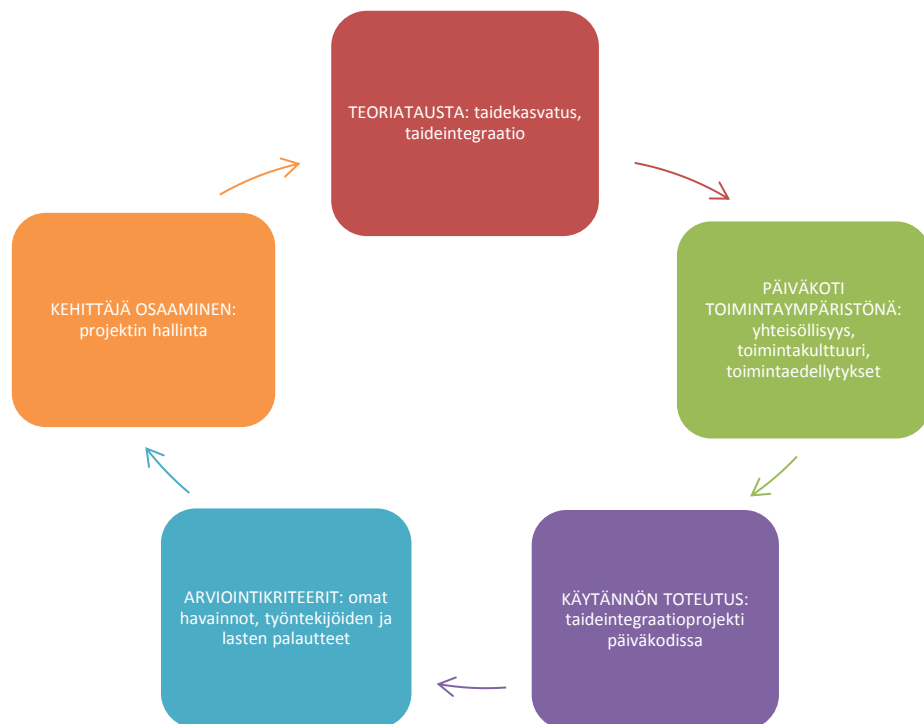 TEORIATAUSTA: taidekasvatus,
taideintegraatio
PÄIVÄKOTI
TOIMINTAYMPÄRISTÖNÄ:
yhteisöllisyys,
toimintakulttuuri,
toimintaedellytykset
KÄYTÄNNÖN TOTEUTUS:
taideintegraatioprojekti
päiväkodissa
ARVIOINTIKRITEERIT: omat
havainnot, työntekijöiden ja
lasten palautteet
KEHITTÄJÄ OSAAMINEN:
projektin hallinta